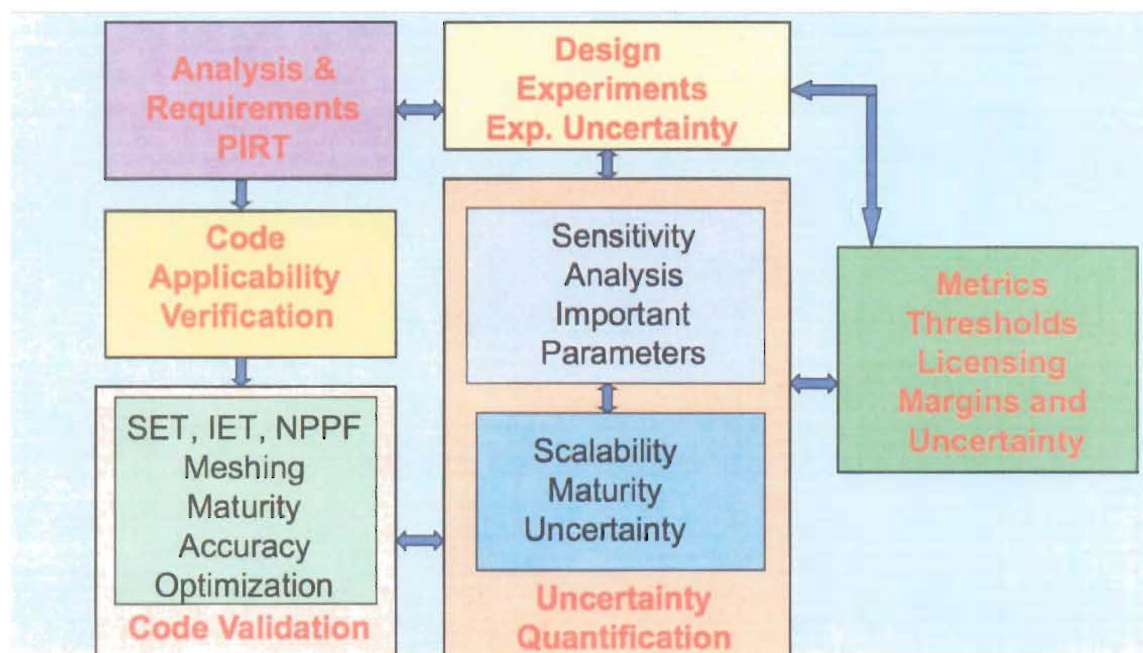 Analysis &
Requirements
PIRT
Design
Experiments
Exp. Uncertainty
Code
Applicability
Verification
Sensitivity
Analysis
Important
Parameters
Metrics
Thresholds
Licensing
Margins and
Uncertainty
SET, IET, NPPF
Meshing
Maturity
Accuracy
Optimization
Code Validation
Scalability
Maturity
Uncertainty
Uncertainty
Quantification